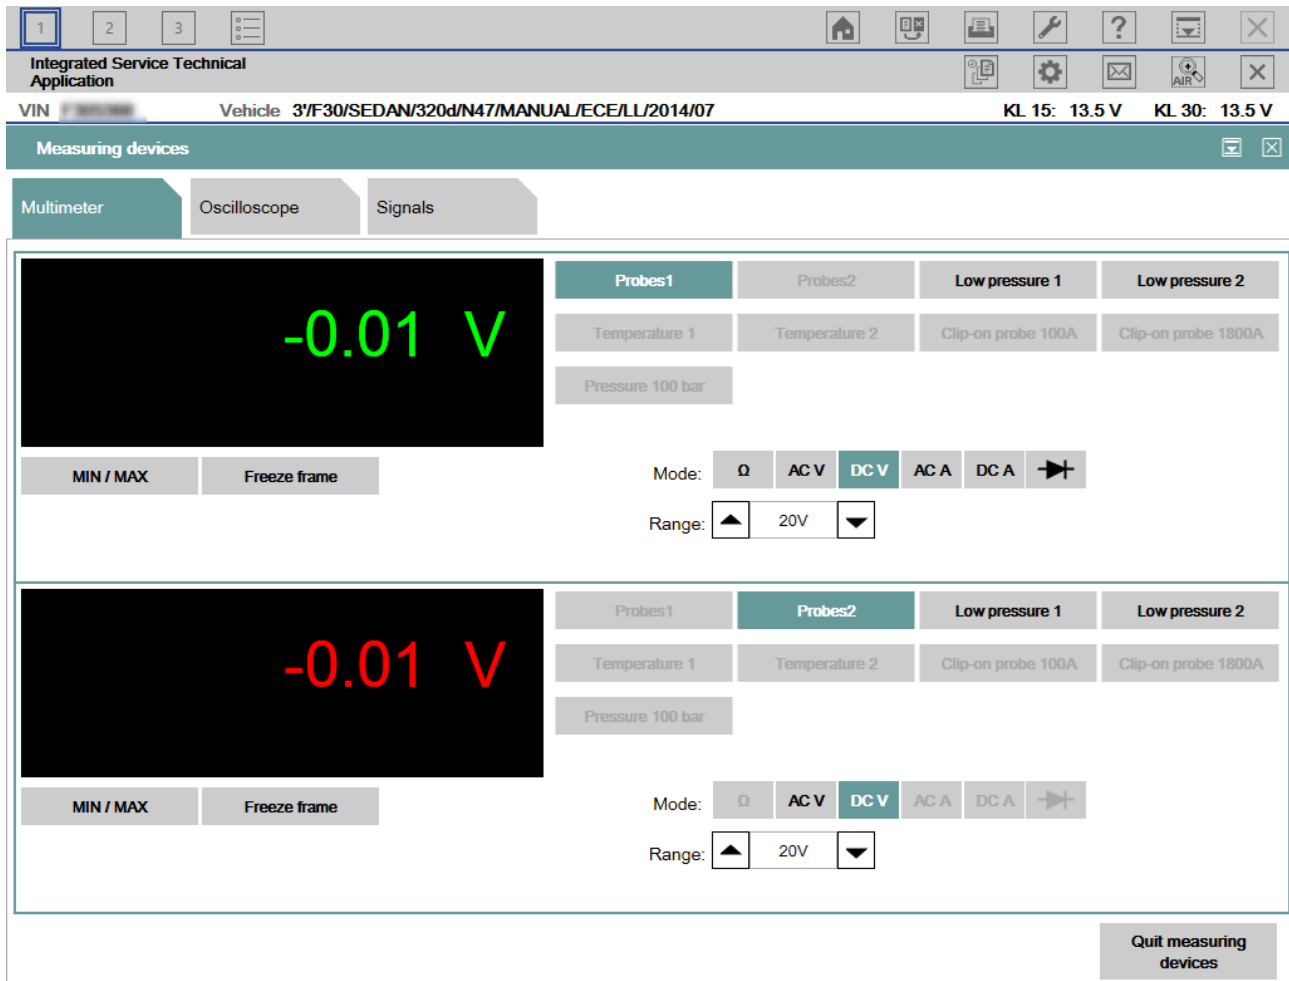 1 2 3
?
Integrated Service Technical
Application
AIR
VIN Vehicle 3'/F30/SEDAN/320d/N47/MANUAL/ECE/LL/2014/07 KL 15: 13.5 V KL 30: 13.5 V
Measuring devices
Multimeter Oscilloscope Signals
-0.01 V
Probes1 Probes2 Low pressure 1 Low pressure 2
Temperature 1 Temperature 2 Clip-on probe 100A Clip-on probe 1800A
Pressure 100 bar
MIN / MAX Freeze frame
Mode: Ω AC V DC V AC A DC A
Range: 20V
-0.01 V
Probes1 Probes2 Low pressure 1 Low pressure 2
Temperature 1 Temperature 2 Clip-on probe 100A Clip-on probe 1800A
Pressure 100 bar
MIN / MAX Freeze frame
Mode: Ω AC V DC V AC A DC A
Range: 20V
Quit measuring
devices